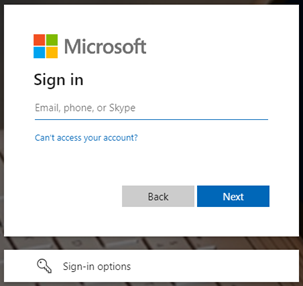 Microsoft
Sign in
Email, phone, or Skype
Can't access your account?
Back
Next
Sign-in options